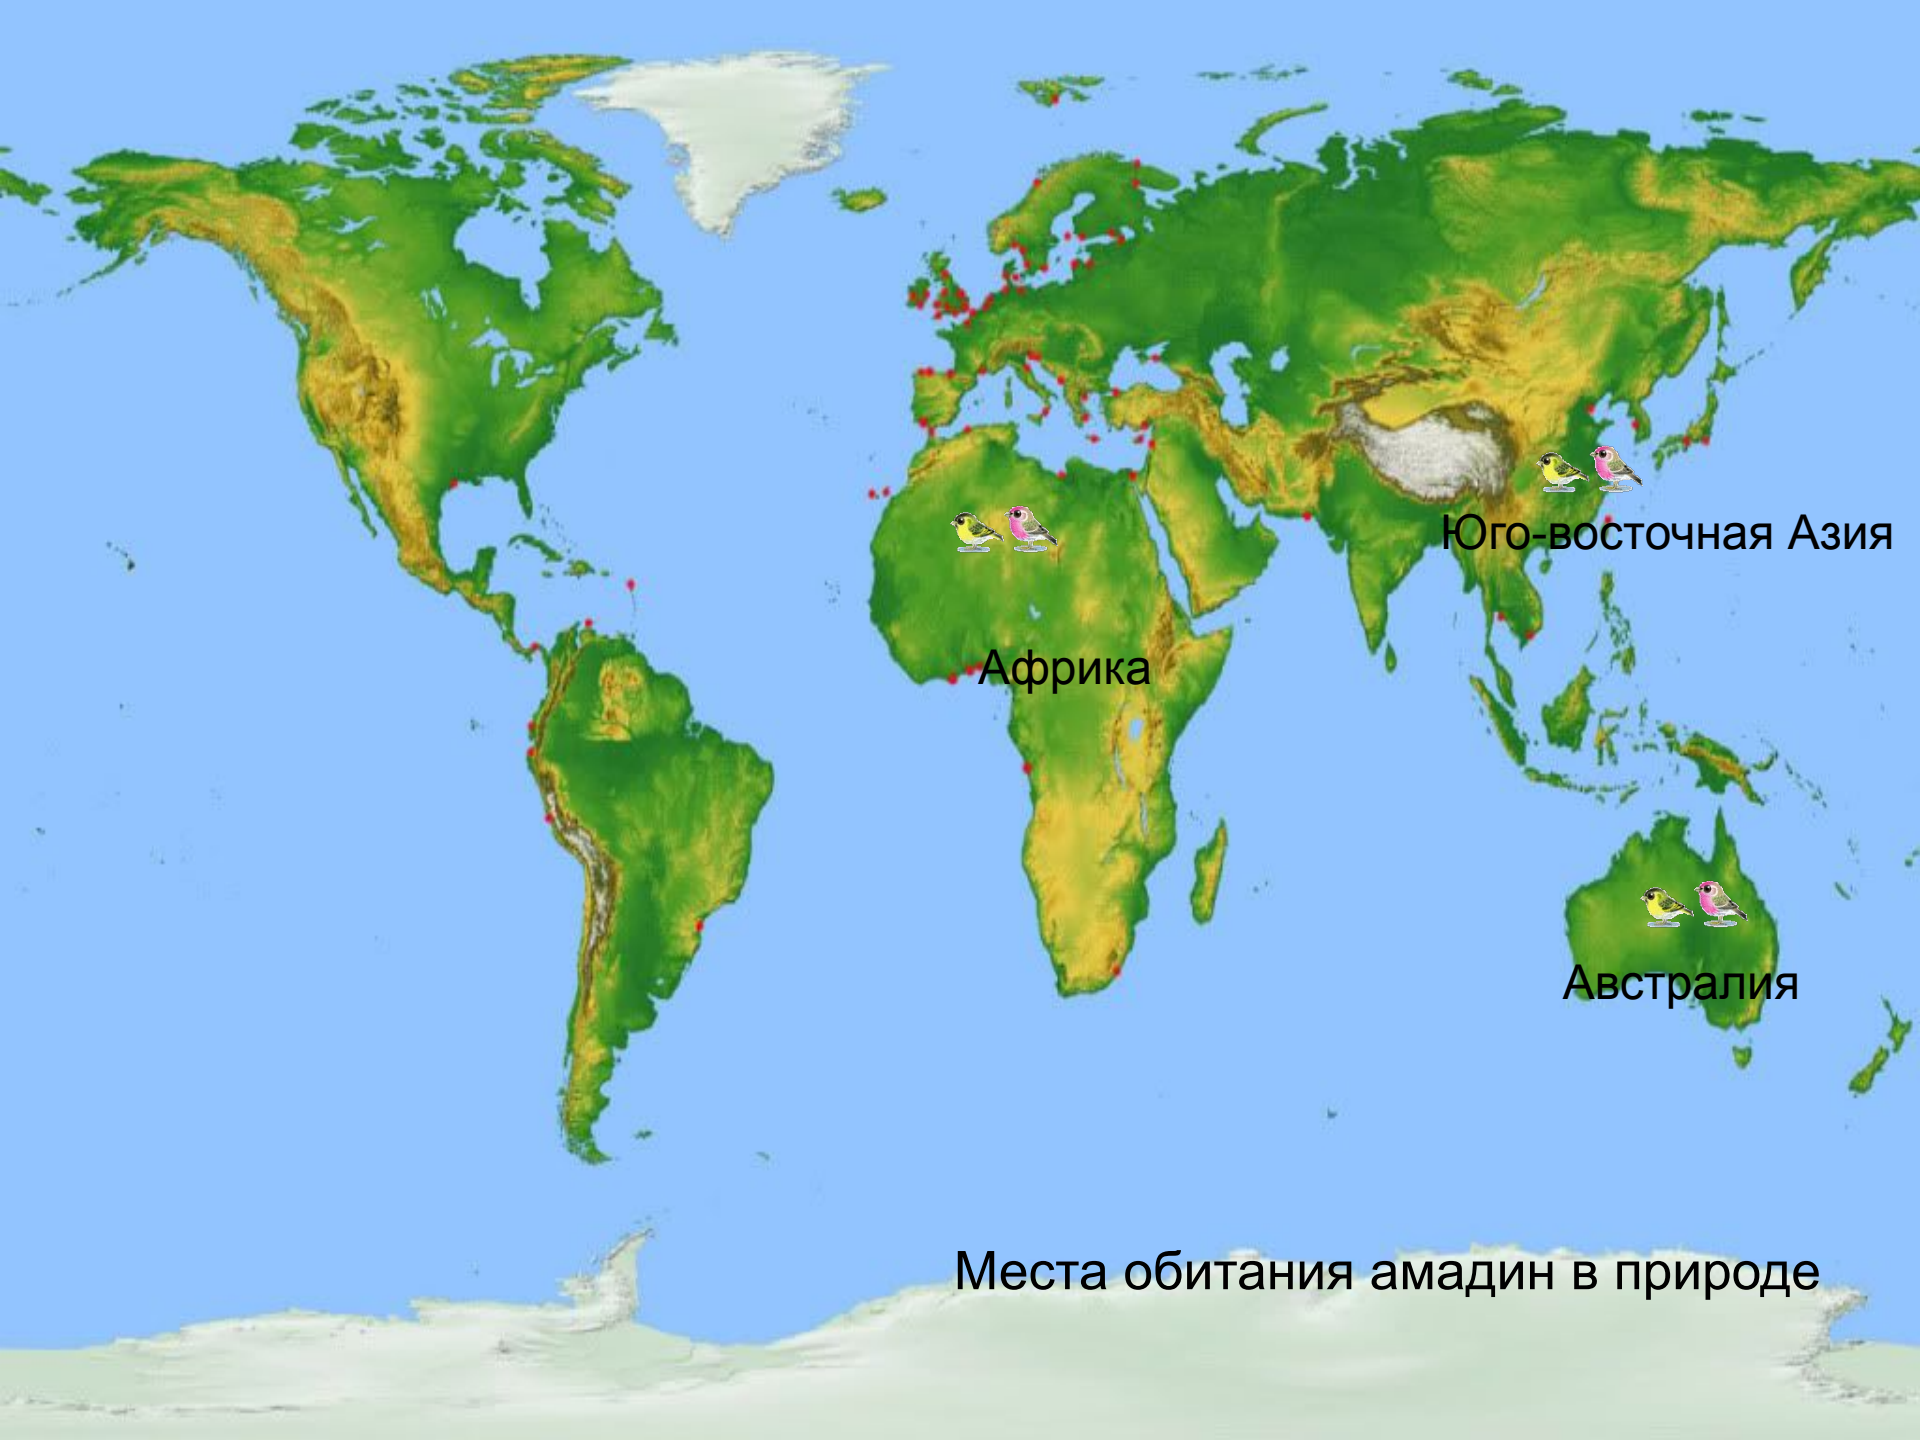 Юго-восточная Азия
Африка
Австралия
Места обитания амадин в природе